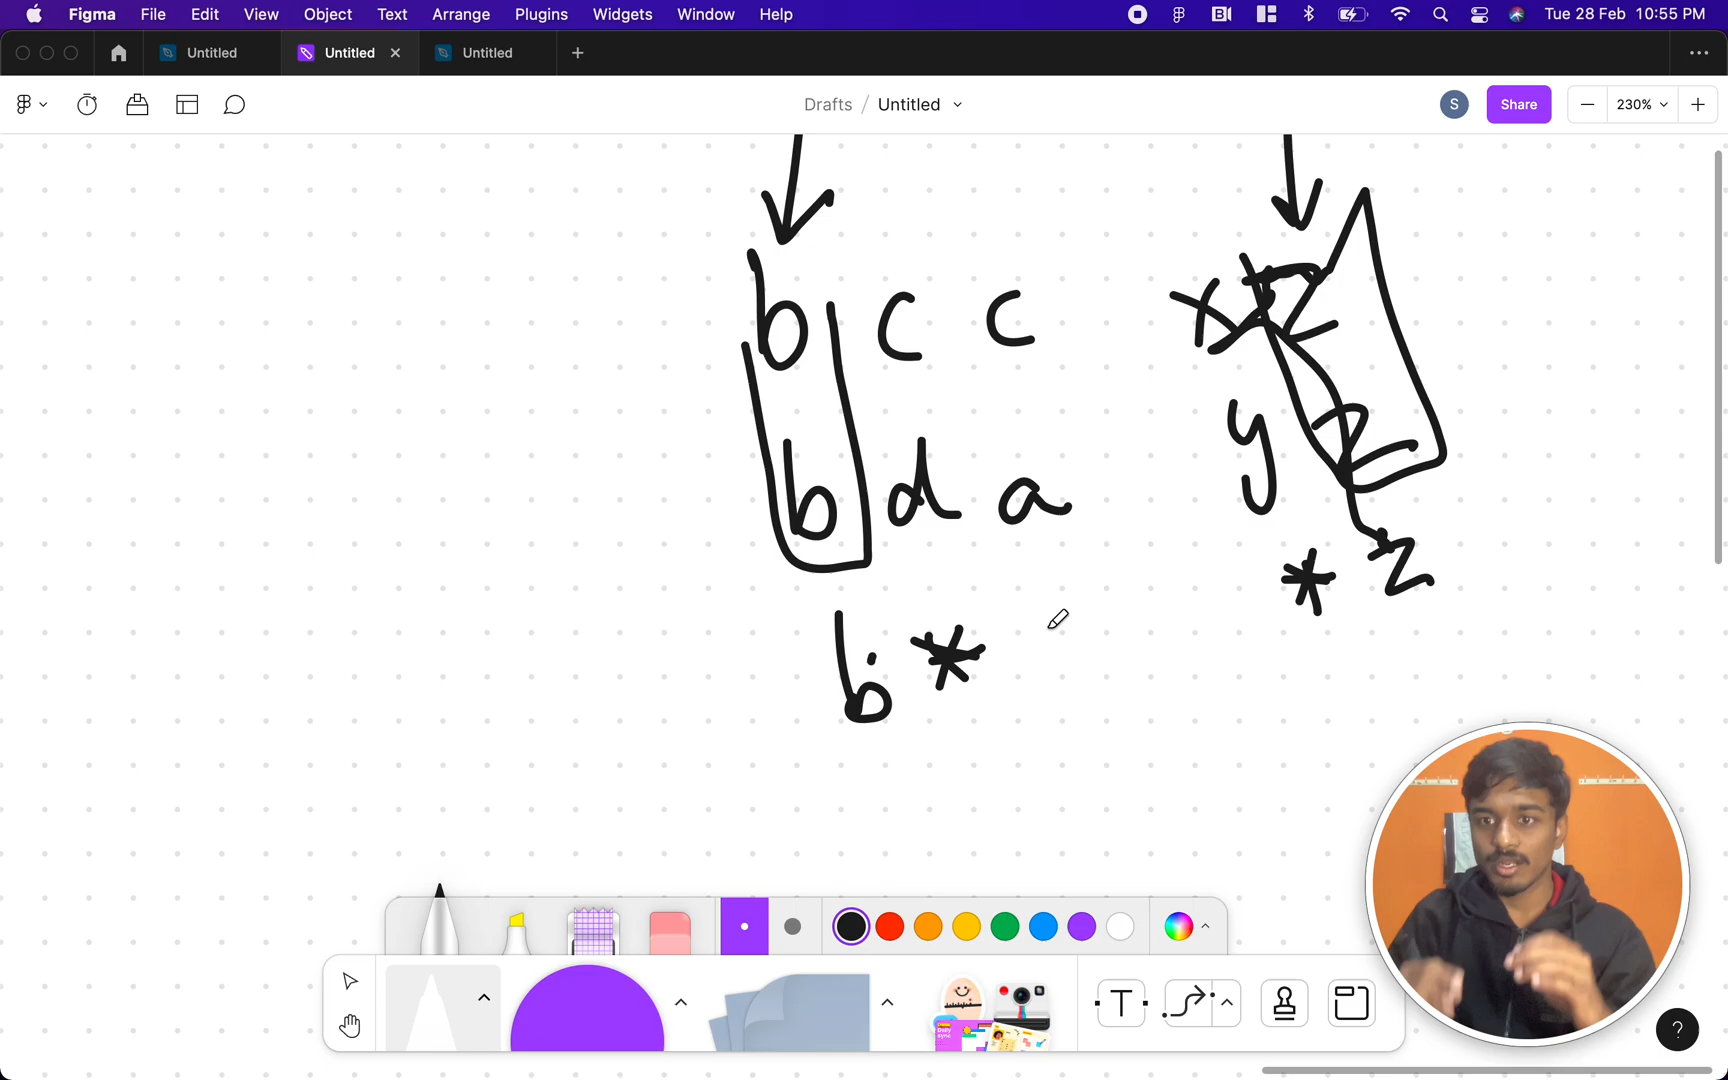 Figma File Edit View Object Text Arrange Plugins Widgets Window Help Tue 28 Feb 10:55 PM
Untitled Untitled Untitled
Drafts / Untitled S Share 230%
b c c x
y
b d a
* z
b *
T
?